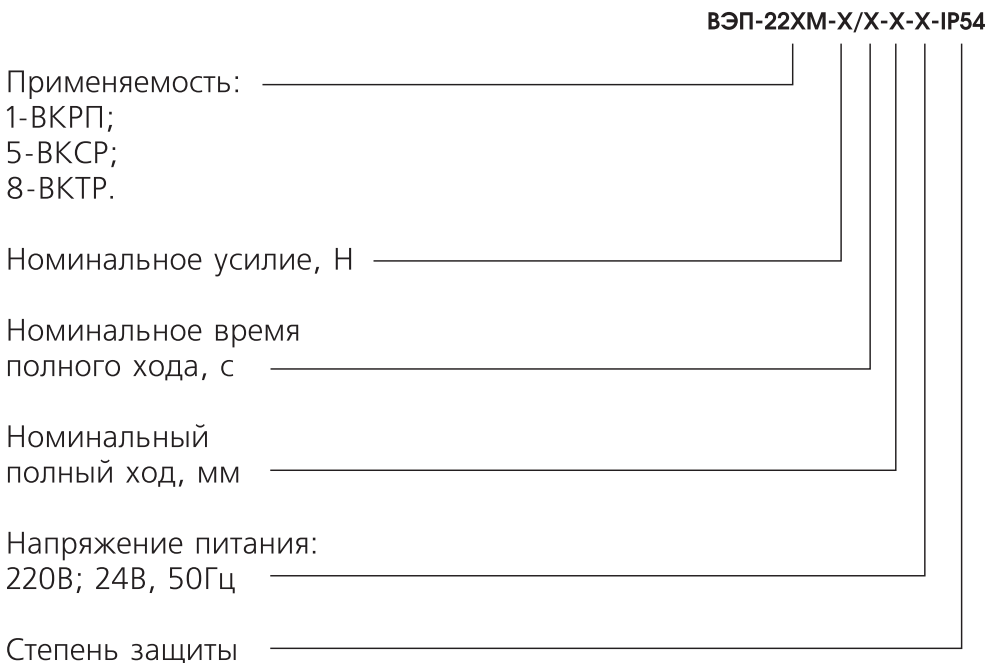 ВЭП-22ХМ-Х/Х-Х-Х-IP54
Применяемость:
1-ВКРП;
5-ВКСР;
8-ВКТР.
Номинальное усилие, Н
Номинальное время
полного хода, с
Номинальный
полный ход, мм
Напряжение питания:
220В; 24В, 50Гц
Степень защиты